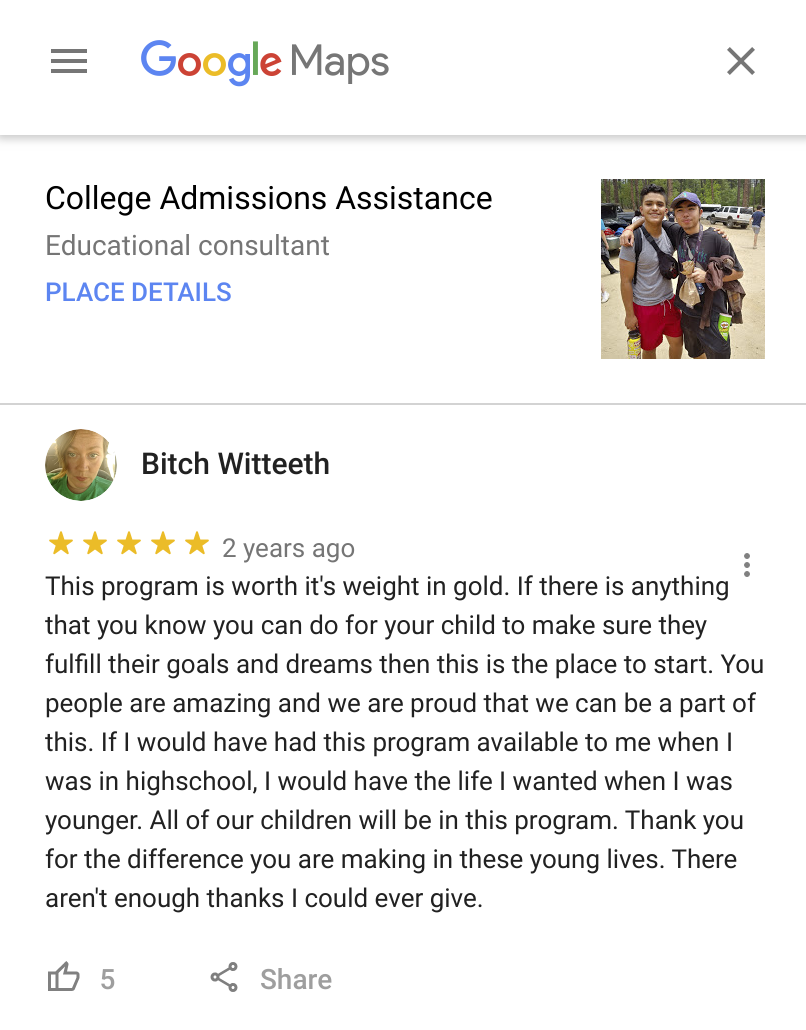 Google Maps
College Admissions Assistance
Educational consultant
PLACE DETAILS
Bitch Witteeth
2 years ago
This program is worth it's weight in gold. If there is anything
that you know you can do for your child to make sure they
fulfill their goals and dreams then this is the place to start. You
people are amazing and we are proud that we can be a part of
this. If I would have had this program available to me when I
was in highschool, I would have the life I wanted when I was
younger. All of our children will be in this program. Thank you
for the difference you are making in these young lives. There
aren't enough thanks I could ever give.
5 Share